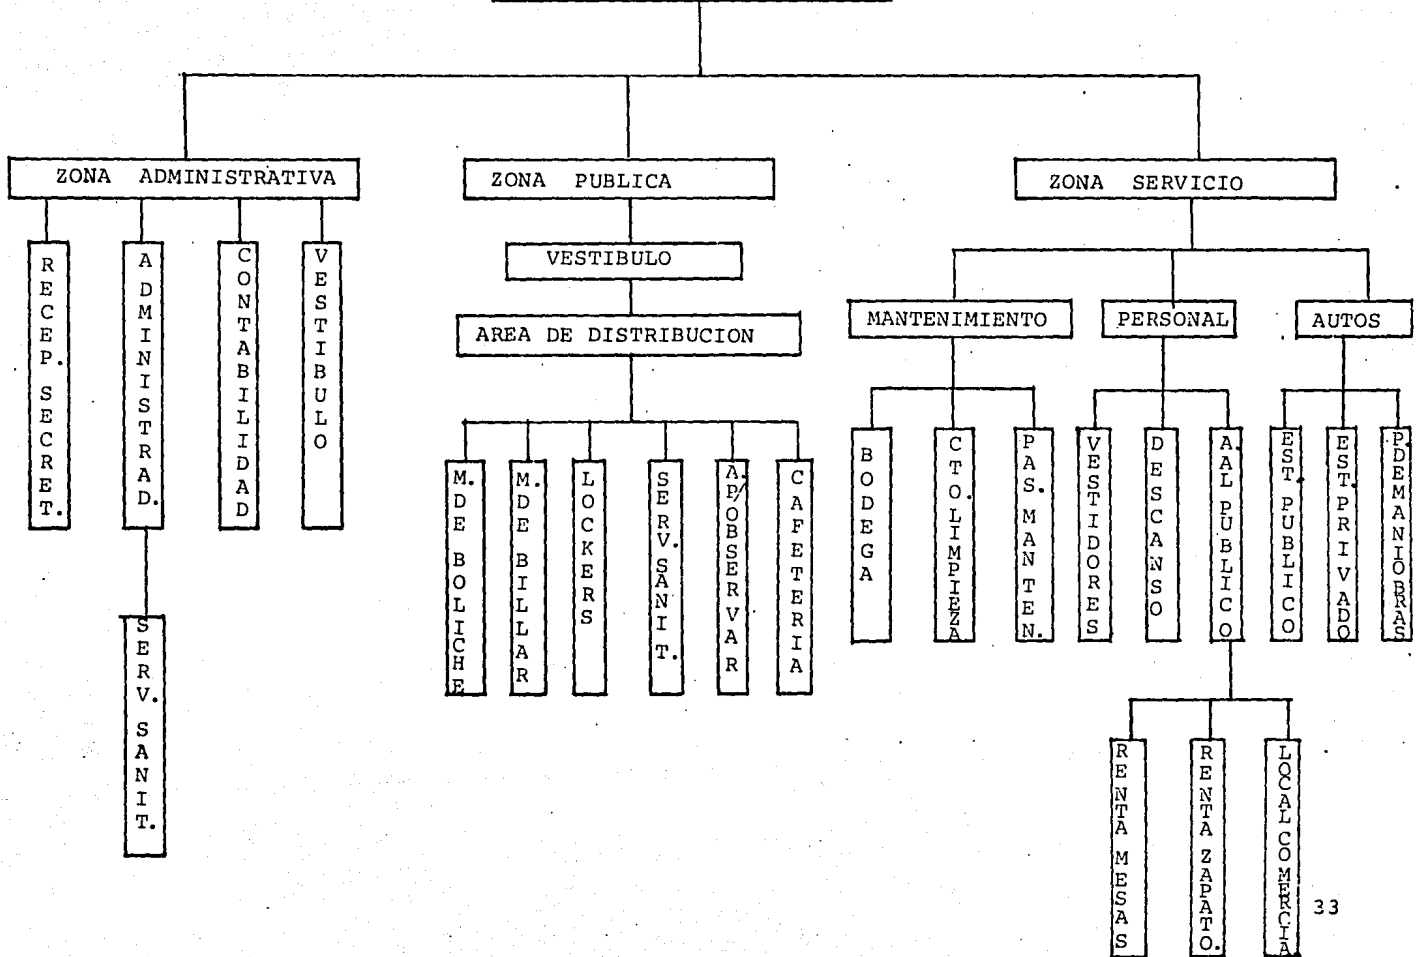 ZONA ADMINISTRATIVA
ZONA PUBLICA
ZONA SERVICIO
RECEP. SECRET.
ADMINISTRAD.
CONTABILIDAD
VESTIBULO
VESTIBULO
AREA DE DISTRIBUCION
MANTENIMIENTO
PERSONAL
AUTOS
M. DE BOLICHE
M. DE BILLAR
LOCKERS
SERV. SANIT.
A. P/OBSERVAR
CAFETERIA
BODEGA
CTO. LIMPIEZA
PAS. MANTEN.
VESTIDORES
DESCANSO
A. AL PUBLICO
EST. PUBLICO
EST. PRIVADO
P. DE MANIOBRAS
SERV. SANIT.
RENTA MESAS
RENTA ZAPATO.
LOCAL COMERCIA
33